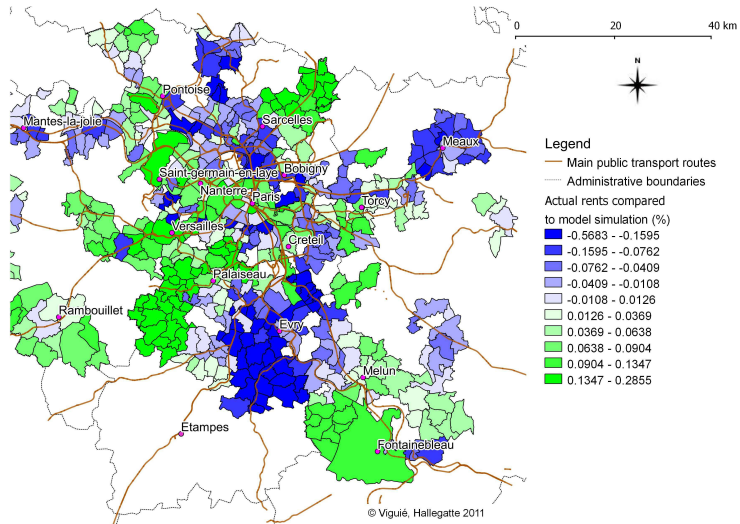 0 20 40 km
N
Pontoise
Mantes-la-jolie
Sarcelles
Meaux
Saint-germain-en-laye
Bobigny
Nanterre
Paris
Torcy
Versailles
Creteil
Palaiseau
Rambouillet
Evry
Melun
Etampes
Fontainebleau
© Viguié, Hallegatte 2011
Legend
Main public transport routes
Administrative boundaries
Actual rents compared
to model simulation (%)
-0.5683 - -0.1595
-0.1595 - -0.0762
-0.0762 - -0.0409
-0.0409 - -0.0108
-0.0108 - 0.0126
0.0126 - 0.0369
0.0369 - 0.0638
0.0638 - 0.0904
0.0904 - 0.1347
0.1347 - 0.2855